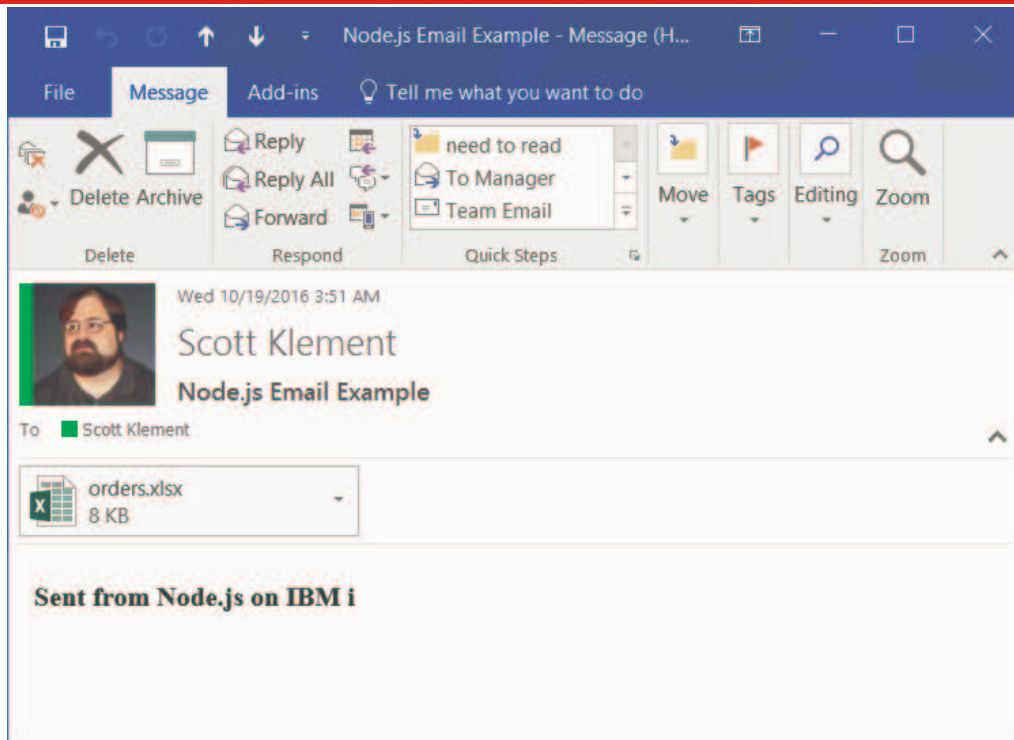 Node.js Email Example - Message (H...
File Message Add-ins Tell me what you want to do
Delete Archive
Reply
Reply All
Forward
need to read
To Manager
Team Email
Move Tags Editing Zoom
Delete Respond Quick Steps Zoom
Wed 10/19/2016 3:51 AM
Scott Klement
Node.js Email Example
To Scott Klement
orders.xlsx
8 KB
Sent from Node.js on IBM i